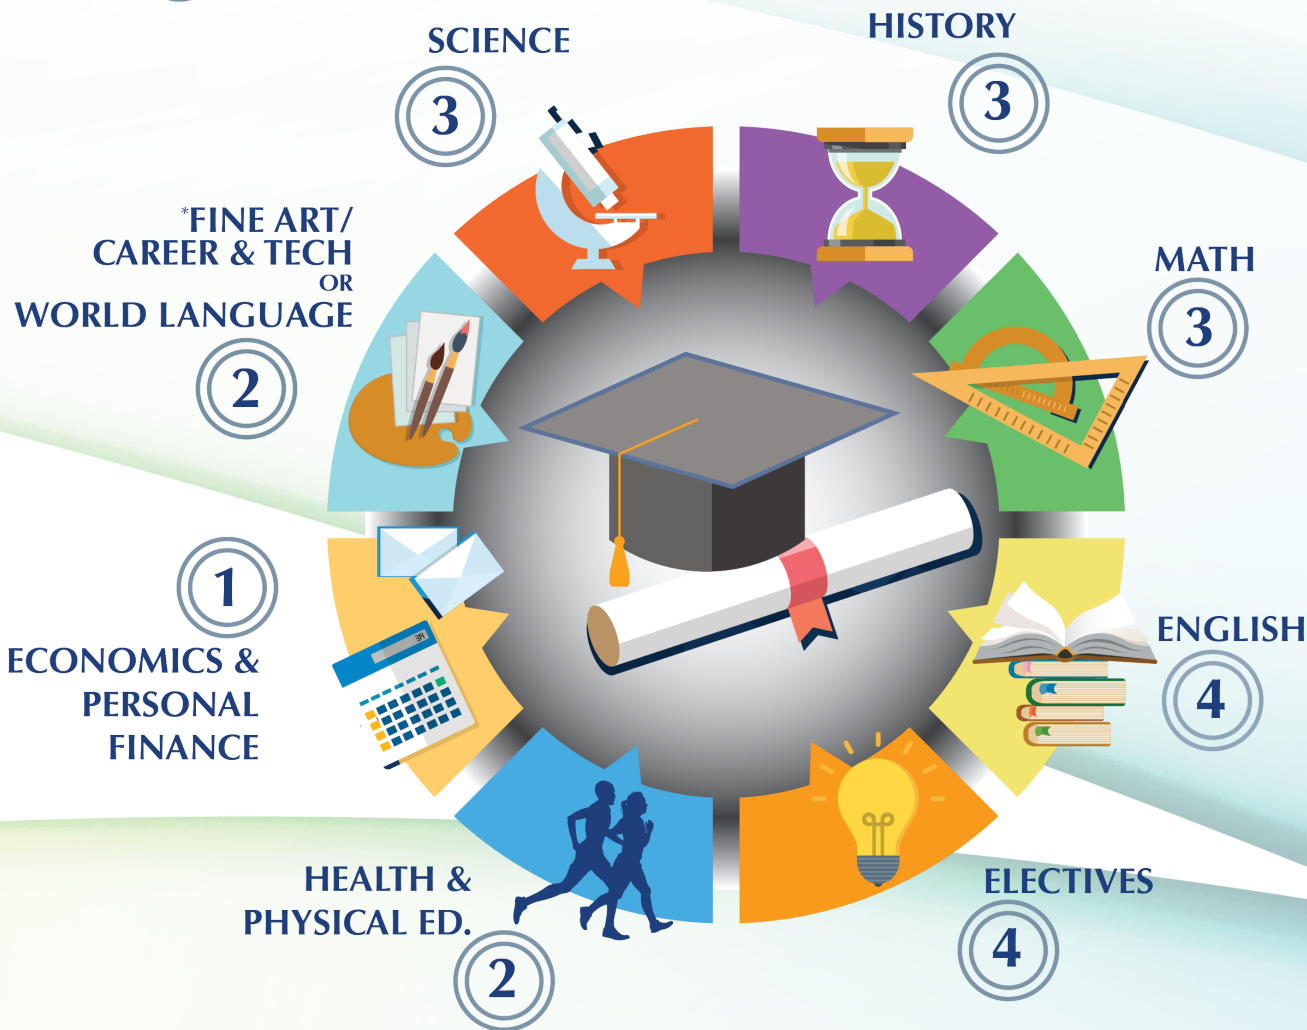 SCIENCE
3
HISTORY
3
*FINE ART/
CAREER & TECH
OR
WORLD LANGUAGE
2
MATH
3
1
ECONOMICS &
PERSONAL
FINANCE
ENGLISH
4
HEALTH &
PHYSICAL ED.
2
ELECTIVES
4